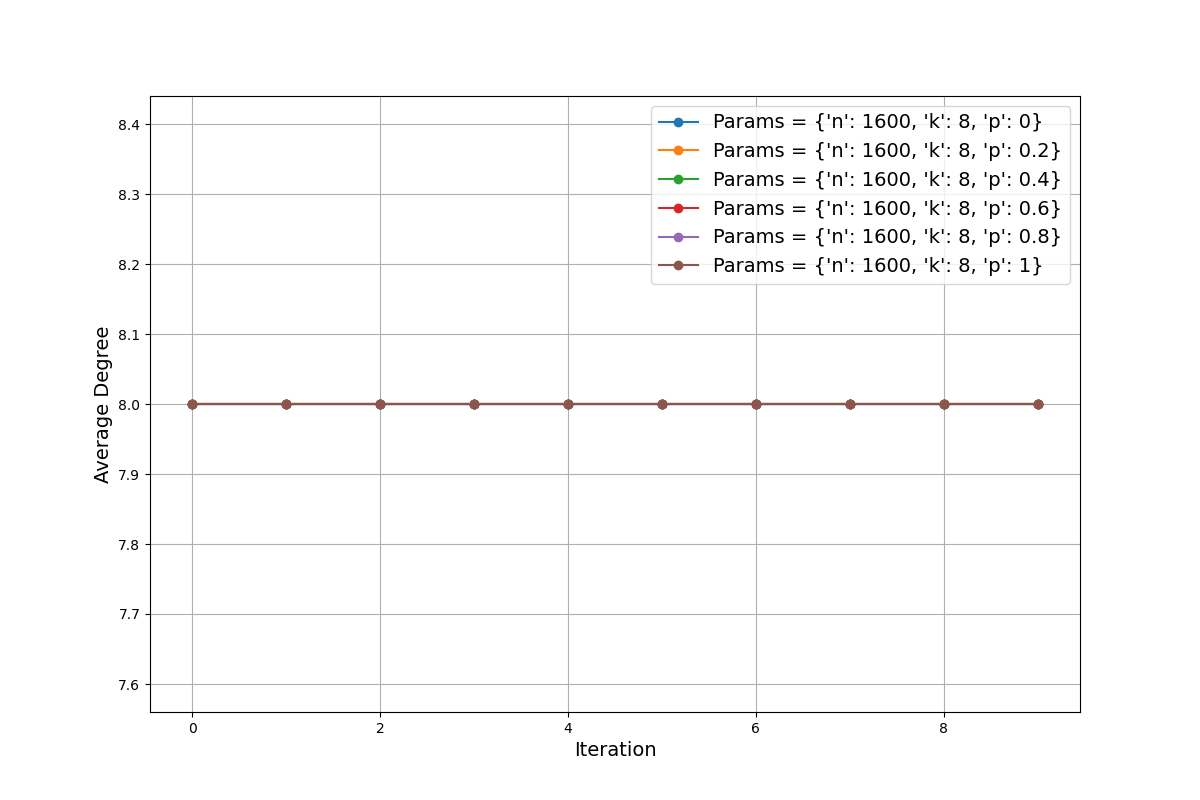 8.4
8.3
8.2
8.1
8.0
7.9
7.8
7.7
7.6
Average Degree
Params = {'n': 1600, 'k': 8, 'p': 0}
Params = {'n': 1600, 'k': 8, 'p': 0.2}
Params = {'n': 1600, 'k': 8, 'p': 0.4}
Params = {'n': 1600, 'k': 8, 'p': 0.6}
Params = {'n': 1600, 'k': 8, 'p': 0.8}
Params = {'n': 1600, 'k': 8, 'p': 1}
0 2 4 6 8
Iteration